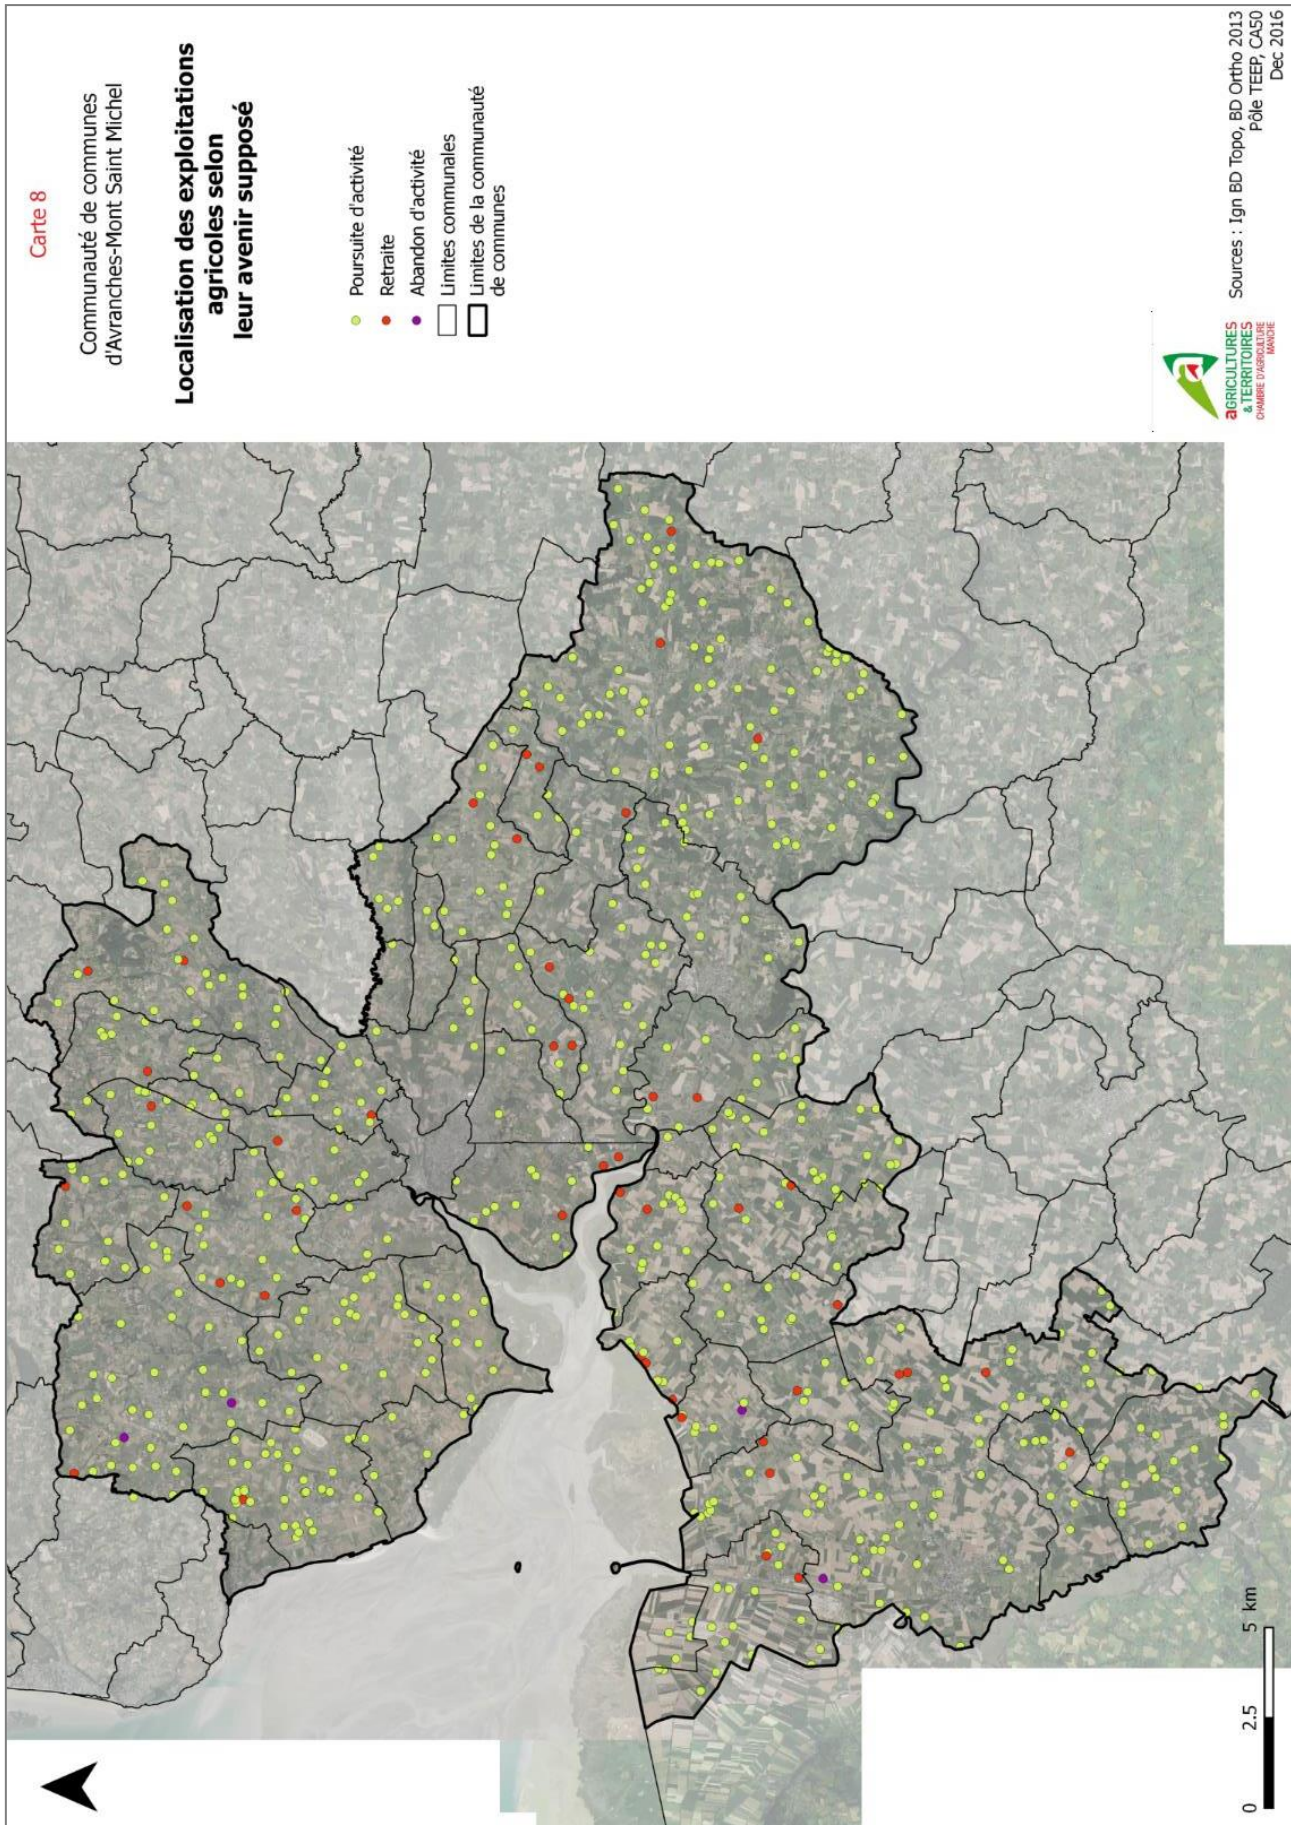 Carte 8
Communauté de communes
d'Avranches-Mont Saint Michel
Localisation des exploitations
agricoles selon
leur avenir supposé
Poursuite d'activité
Retraite
Abandon d'activité
Limites communales
Limites de la communauté
de communes
a
aGRICULTURES
& TERRITOIRES
CHAMBRE D'AGRICULTURE
MANCHE
Sources : Ign BD Topo, BD Ortho 2013
Pôle TEEP, CA50
Dec 2016
0 2.5 5 km